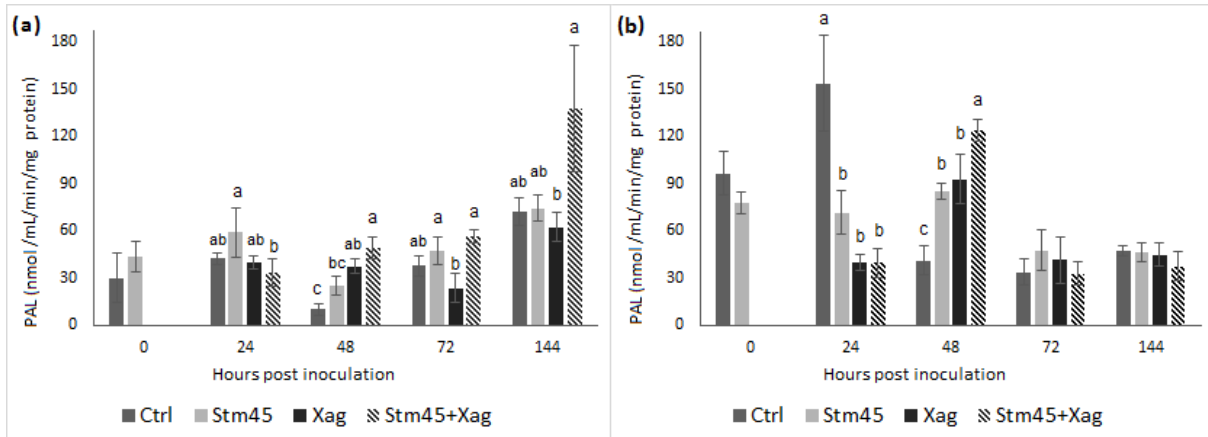 (a)
180
150
120
90
60
30
0
PAL (nmol /mL/min/mg protein)
ab a ab b
c bc ab a
ab a b a
ab ab b a
0 24 48 72 144
Hours post inoculation
Ctrl Stm45 Xag Stm45+Xag
(b)
180
150
120
90
60
30
0
PAL (nmol /mL/min/mg protein)
a b b b
c b b a
0 24 48 72 144
Hours post inoculation
Ctrl Stm45 Xag Stm45+Xag